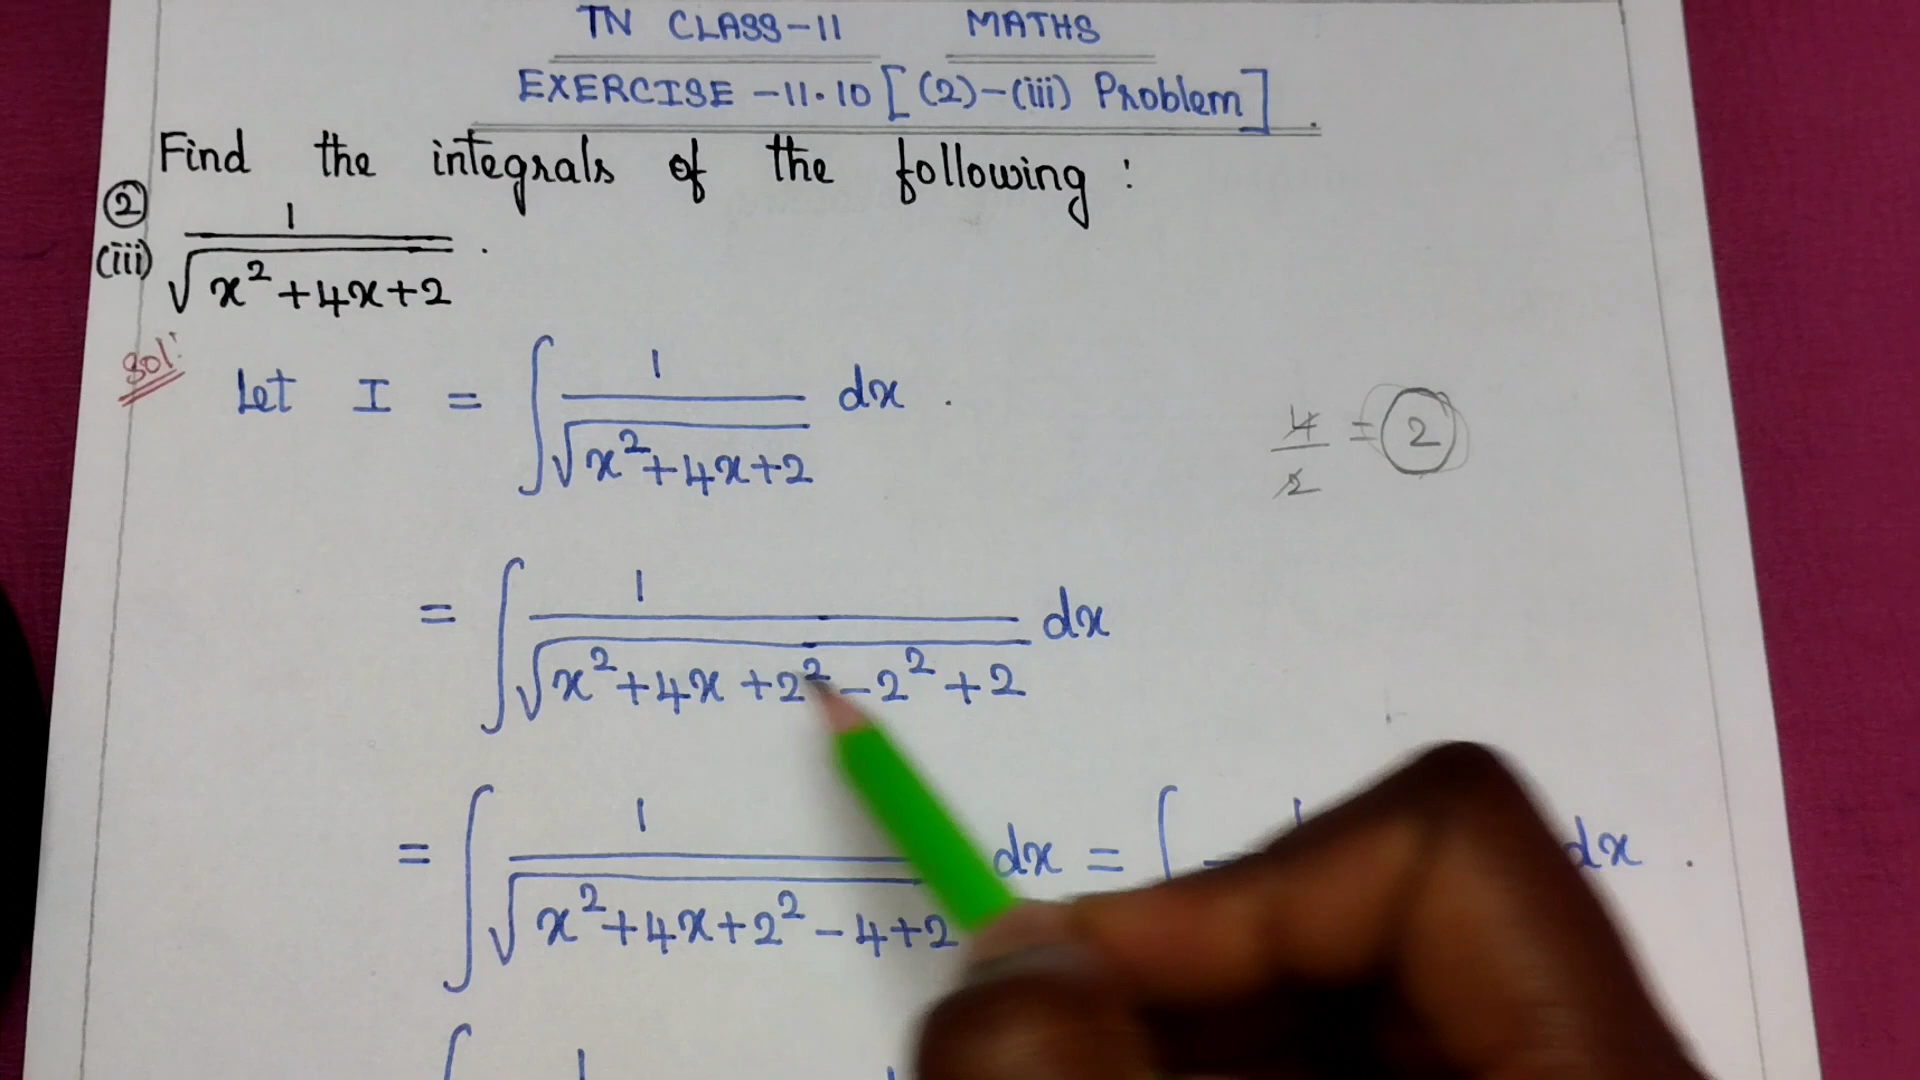 TN CLASS-11 MATHS
EXERCISE -11.10 [(2)-(iii) Problem].
Find the integrals of the following :
② (iii) 1/√(x²+4x+2) .
Sol:
Let I = ∫ 1/√(x²+4x+2) dx .
4/2 = 2
= ∫ 1/√(x²+4x+2²-2²+2) dx
= ∫ 1/√(x²+4x+2²-4+2) dx = ∫ 1 dx .
∫ 1